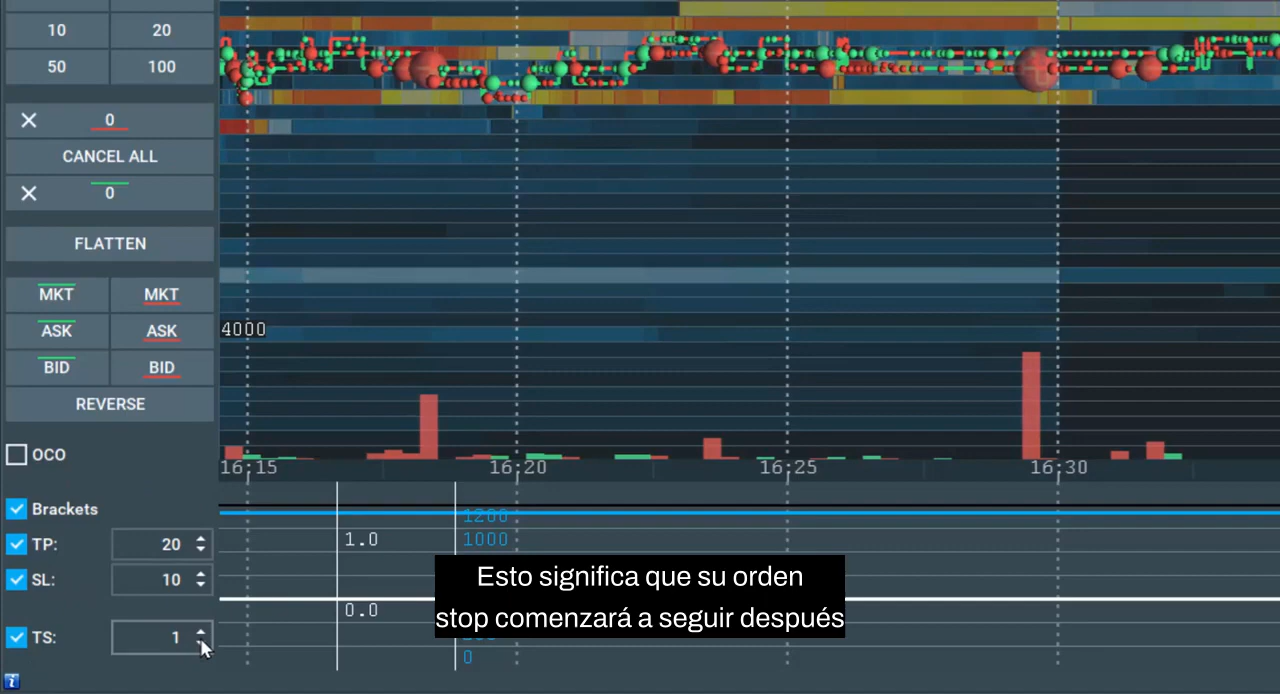 10 20
50 100
0
CANCEL ALL
0
FLATTEN
MKT MKT
ASK ASK
BID BID
REVERSE
OCO
Brackets
TP: 20
SL: 10
TS: 1
4000
16:15 16:20 16:25 16:30
1200
1.0 1000
0.0
0
Esto significa que su orden
stop comenzará a seguir después